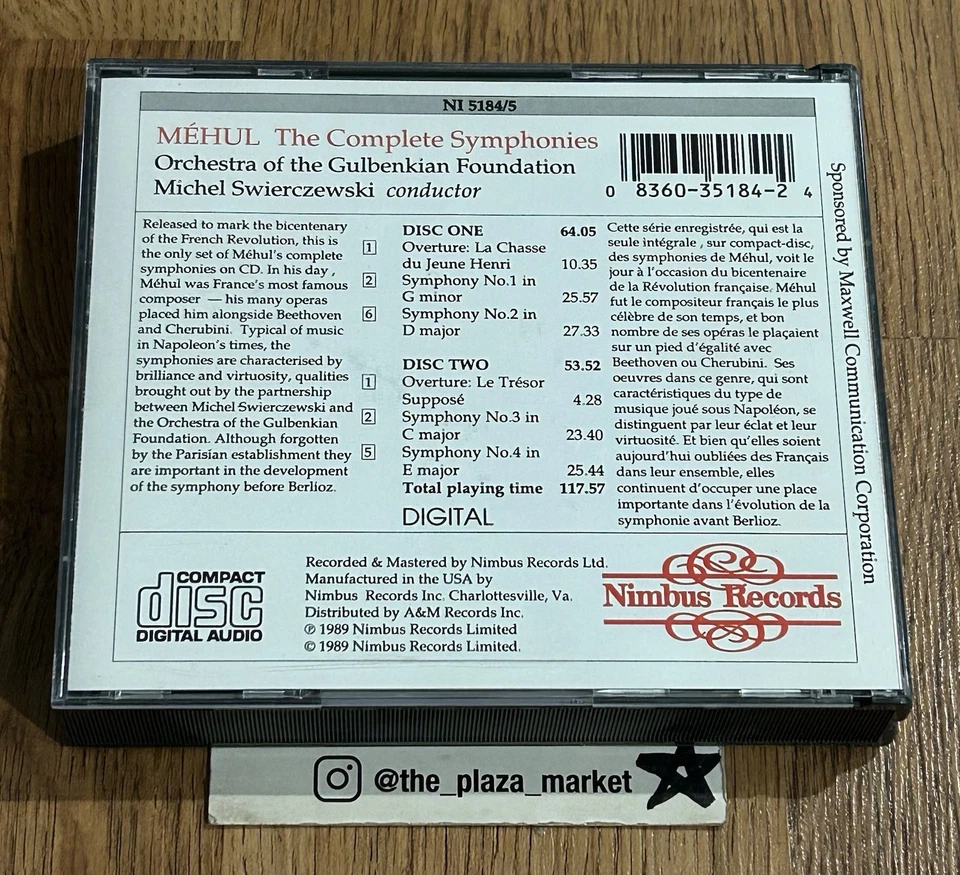 NI 5184/5
MÉHUL The Complete Symphonies
Orchestra of the Gulbenkian Foundation
Michel Swierczewski conductor
0 8360-35184-2 4
Sponsored by Maxwell Communication Corporation
Released to mark the bicentenary
of the French Revolution, this is
the only set of Méhul's complete
symphonies on CD. In his day ,
Méhul was France's most famous
composer — his many operas
placed him alongside Beethoven
and Cherubini. Typical of music
in Napoleon's times, the
symphonies are characterised by
brilliance and virtuosity, qualities
brought out by the partnership
between Michel Swierczewski and
the Orchestra of the Gulbenkian
Foundation. Although forgotten
by the Parisian establishment they
are important in the development
of the symphony before Berlioz.
DISC ONE 64.05
1 Overture: La Chasse
du Jeune Henri 10.35
2 Symphony No.1 in
G minor 25.57
6 Symphony No.2 in
D major 27.33
DISC TWO 53.52
1 Overture: Le Trésor
Supposé 4.28
2 Symphony No.3 in
C major 23.40
5 Symphony No.4 in
E major 25.44
Total playing time 117.57
DIGITAL
Cette série enregistrée, qui est la
seule intégrale , sur compact-disc,
des symphonies de Méhul, voit le
jour à l'occasion du bicentenaire
de la Révolution française. Méhul
fut le compositeur français le plus
célèbre de son temps, et bon
nombre de ses opéras le plaçaient
sur un pied d'égalité avec
Beethoven ou Cherubini. Ses
oeuvres dans ce genre, qui sont
caractéristiques du type de
musique joué sous Napoléon, se
distinguent par leur éclat et leur
virtuosité. Et bien qu'elles soient
aujourd'hui oubliées des Français
dans leur ensemble, elles
continuent d'occuper une place
importante dans l'évolution de la
symphonie avant Berlioz.
COMPACT
disc
DIGITAL AUDIO
Recorded & Mastered by Nimbus Records Ltd.
Manufactured in the USA by
Nimbus Records Inc. Charlottesville, Va.
Distributed by A&M Records Inc.
℗ 1989 Nimbus Records Limited
© 1989 Nimbus Records Limited.
Nimbus Records
@the_plaza_market